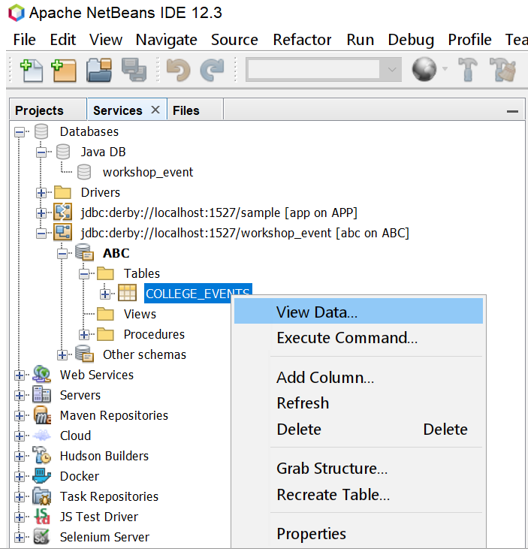 Apache NetBeans IDE 12.3
File Edit View Navigate Source Refactor Run Debug Profile Tea
Projects Services Files
Databases
Java DB
workshop_event
Drivers
jdbc:derby://localhost:1527/sample [app on APP]
jdbc:derby://localhost:1527/workshop_event [abc on ABC]
ABC
Tables
COLLEGE_EVENTS
Views
Procedures
Other schemas
Web Services
Servers
Maven Repositories
Cloud
Hudson Builders
Docker
Task Repositories
JS Test Driver
Selenium Server
View Data...
Execute Command...
Add Column...
Refresh
Delete Delete
Grab Structure...
Recreate Table...
Properties